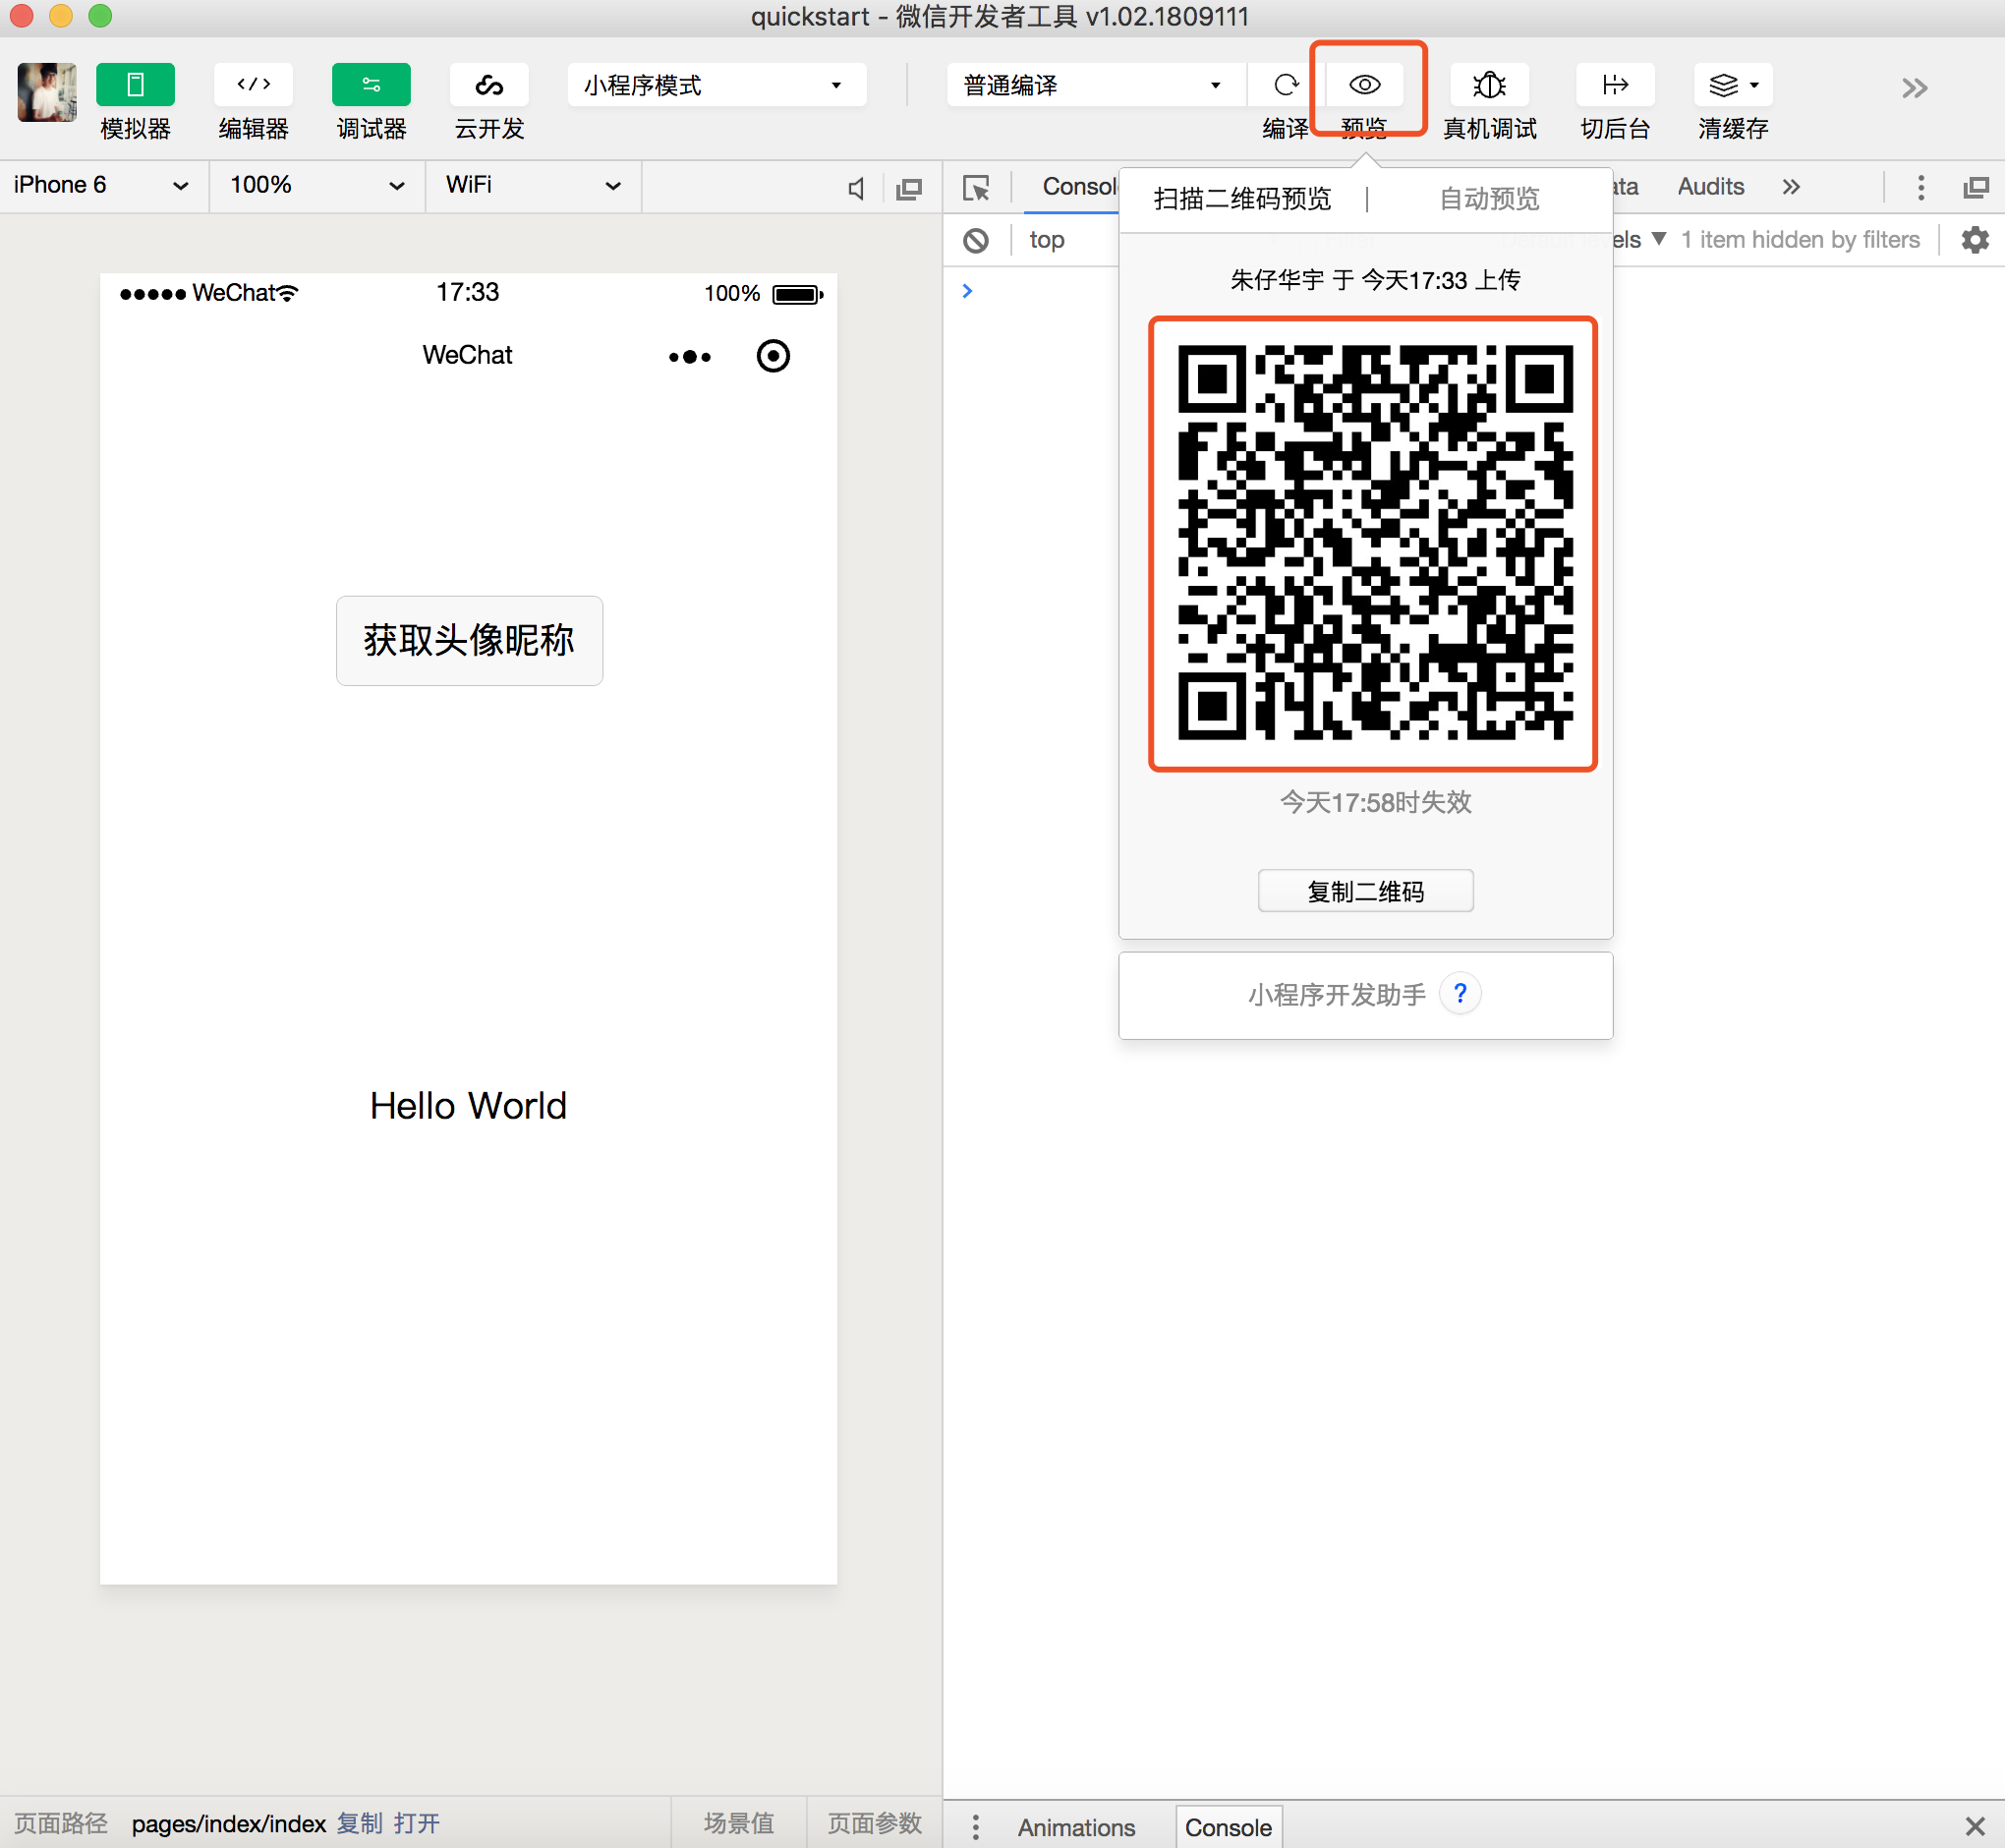 quickstart - 微信开发者工具 v1.02.1809111
模拟器 编辑器 调试器 云开发 小程序模式 普通编译 编译 预览 真机调试 切后台 清缓存
iPhone 6 100% WiFi
Consol ata Audits
top els ▼ 1 item hidden by filters
扫描二维码预览 | 自动预览
朱仔华宇 于 今天17:33 上传
今天17:58时失效
复制二维码
小程序开发助手 ?
●●●●● WeChat 17:33 100%
WeChat
获取头像昵称
Hello World
页面路径 pages/index/index 复制 打开 场景值 页面参数
Animations Console